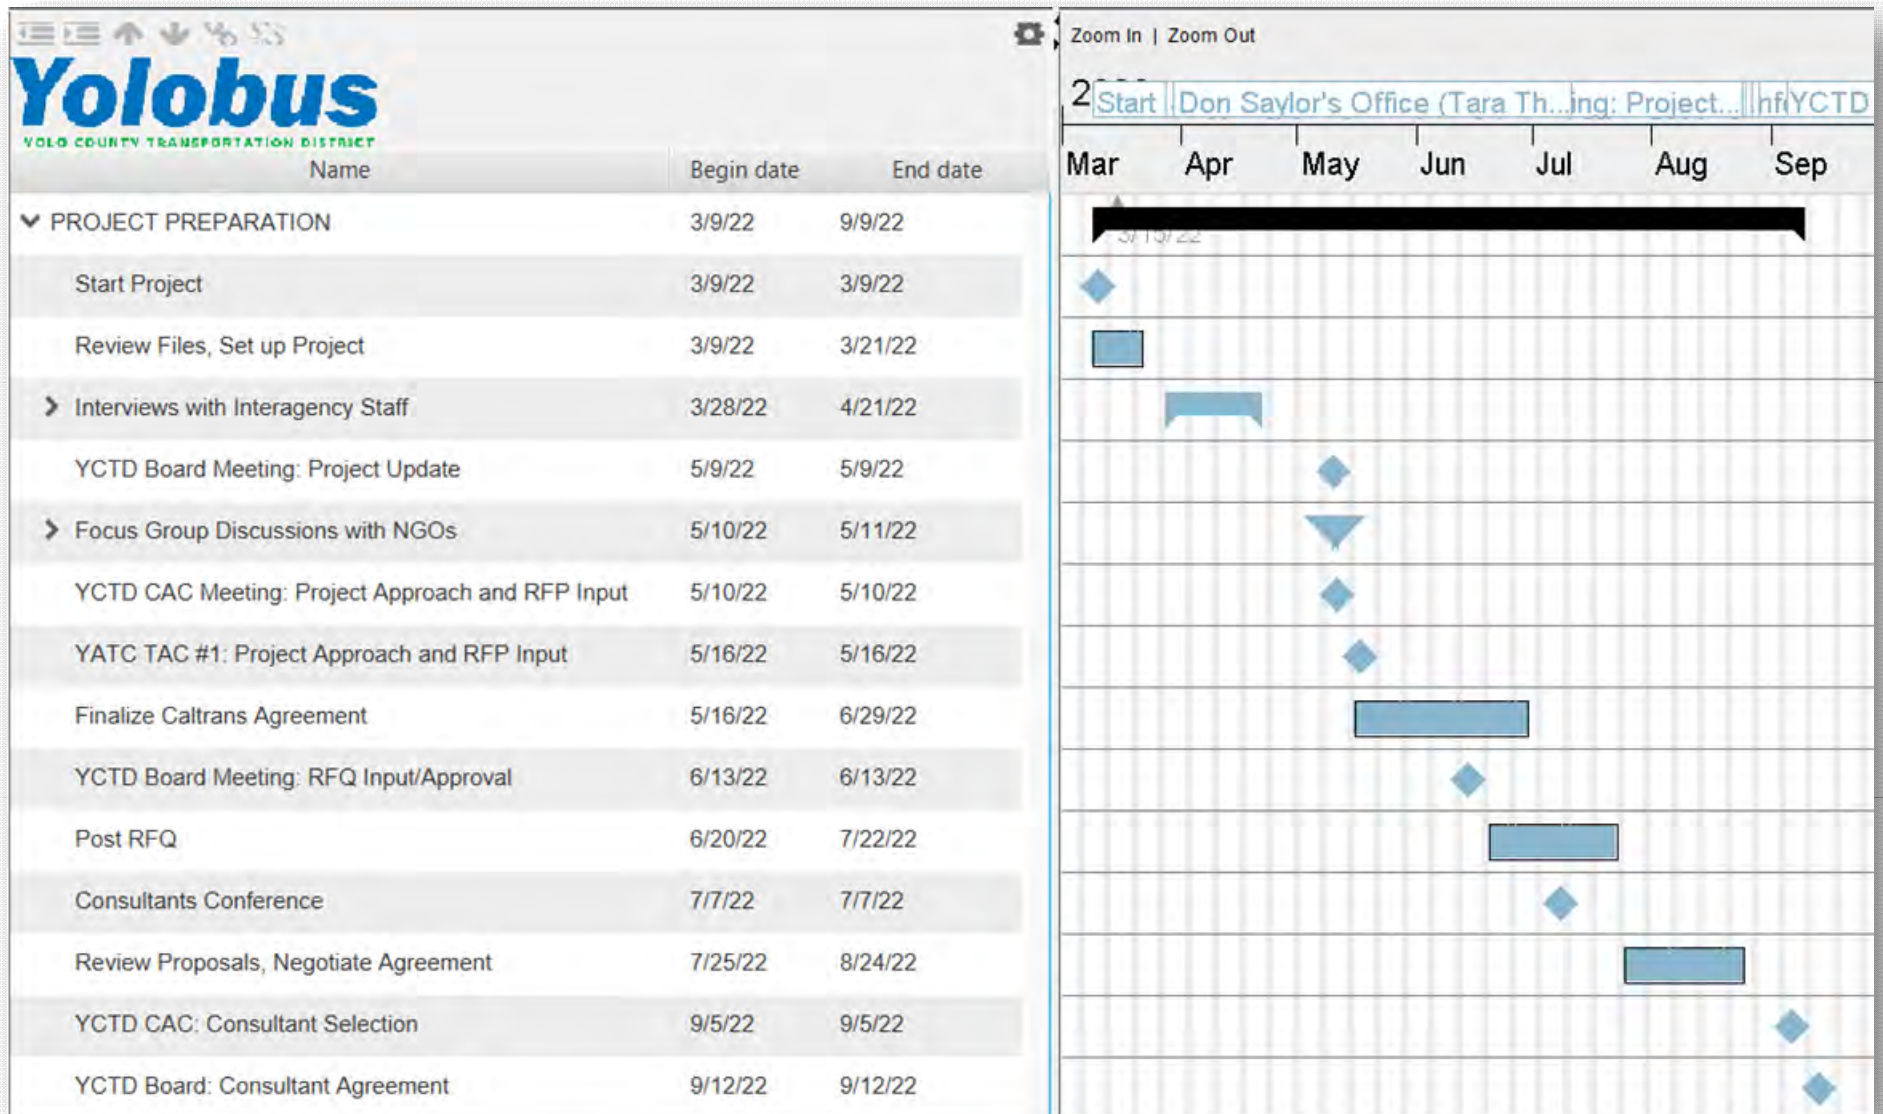 Zoom In | Zoom Out
Yolobus
YOLO COUNTY TRANSPORTATION DISTRICT
Start Don Saylor's Office (Tara Th...ing: Project... YCTD
Name Begin date End date Mar Apr May Jun Jul Aug Sep
PROJECT PREPARATION 3/9/22 9/9/22
3/15/22
Start Project 3/9/22 3/9/22
Review Files, Set up Project 3/9/22 3/21/22
Interviews with Interagency Staff 3/28/22 4/21/22
YCTD Board Meeting: Project Update 5/9/22 5/9/22
Focus Group Discussions with NGOs 5/10/22 5/11/22
YCTD CAC Meeting: Project Approach and RFP Input 5/10/22 5/10/22
YATC TAC #1: Project Approach and RFP Input 5/16/22 5/16/22
Finalize Caltrans Agreement 5/16/22 6/29/22
YCTD Board Meeting: RFQ Input/Approval 6/13/22 6/13/22
Post RFQ 6/20/22 7/22/22
Consultants Conference 7/7/22 7/7/22
Review Proposals, Negotiate Agreement 7/25/22 8/24/22
YCTD CAC: Consultant Selection 9/5/22 9/5/22
YCTD Board: Consultant Agreement 9/12/22 9/12/22